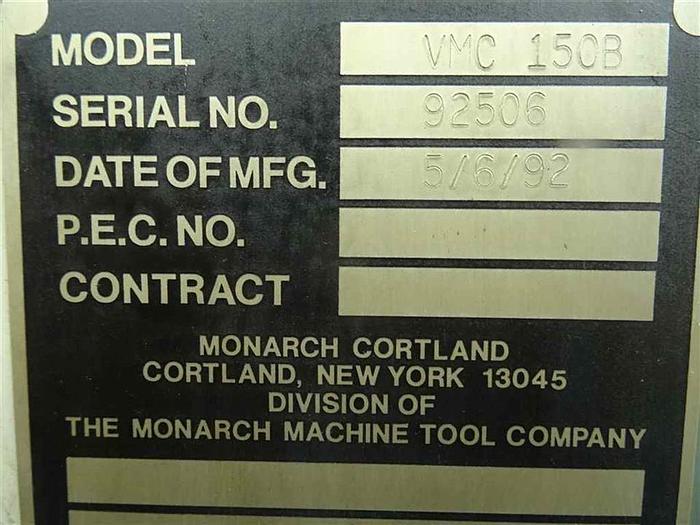 MODEL VMC 150B
SERIAL NO. 92506
DATE OF MFG. 5/6/92
P.E.C. NO.
CONTRACT
MONARCH CORTLAND
CORTLAND, NEW YORK 13045
DIVISION OF
THE MONARCH MACHINE TOOL COMPANY